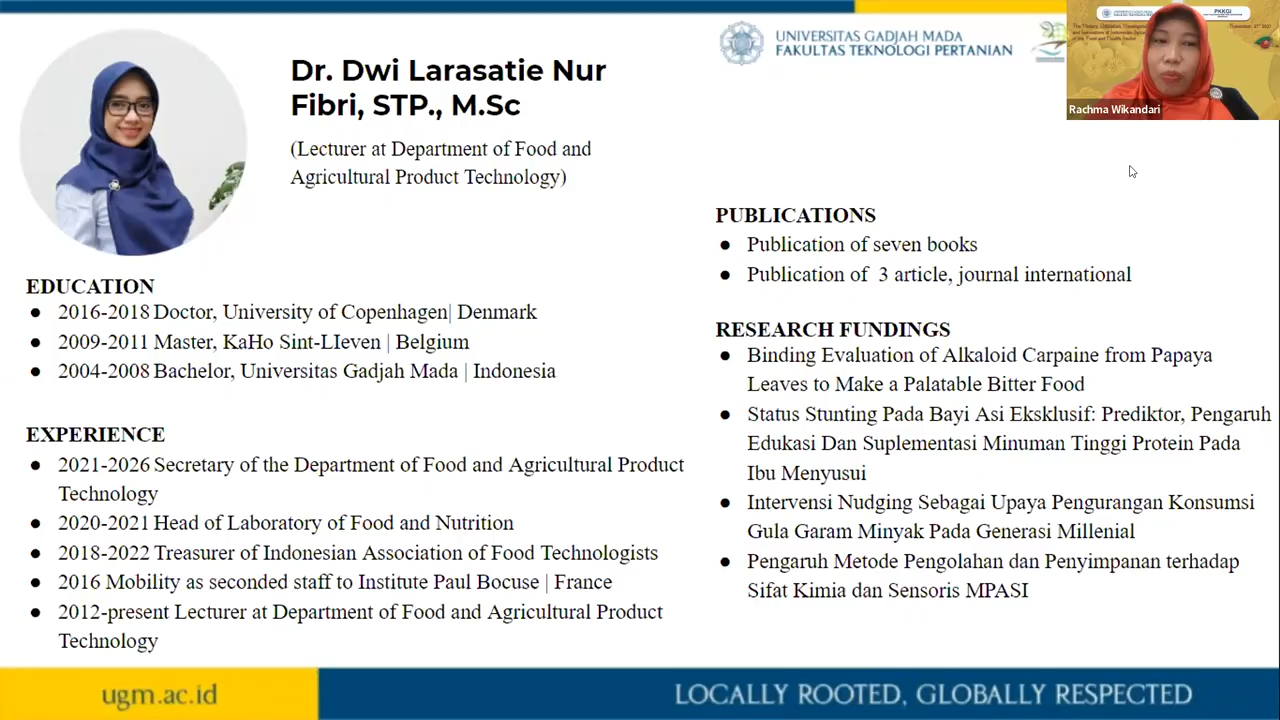 Dr. Dwi Larasatie Nur
Fibri, STP., M.Sc
(Lecturer at Department of Food and
Agricultural Product Technology)
EDUCATION
● 2016-2018 Doctor, University of Copenhagen| Denmark
● 2009-2011 Master, KaHo Sint-LIeven | Belgium
● 2004-2008 Bachelor, Universitas Gadjah Mada | Indonesia
EXPERIENCE
● 2021-2026 Secretary of the Department of Food and Agricultural Product
Technology
● 2020-2021 Head of Laboratory of Food and Nutrition
● 2018-2022 Treasurer of Indonesian Association of Food Technologists
● 2016 Mobility as seconded staff to Institute Paul Bocuse | France
● 2012-present Lecturer at Department of Food and Agricultural Product
Technology
UNIVERSITAS GADJAH MADA
FAKULTAS TEKNOLOGI PERTANIAN
PKKGI
Rachma Wikandari
PUBLICATIONS
● Publication of seven books
● Publication of 3 article, journal international
RESEARCH FUNDINGS
● Binding Evaluation of Alkaloid Carpaine from Papaya
Leaves to Make a Palatable Bitter Food
● Status Stunting Pada Bayi Asi Eksklusif: Prediktor, Pengaruh
Edukasi Dan Suplementasi Minuman Tinggi Protein Pada
Ibu Menyusui
● Intervensi Nudging Sebagai Upaya Pengurangan Konsumsi
Gula Garam Minyak Pada Generasi Millenial
● Pengaruh Metode Pengolahan dan Penyimpanan terhadap
Sifat Kimia dan Sensoris MPASI
ugm.ac.id
LOCALLY ROOTED, GLOBALLY RESPECTED